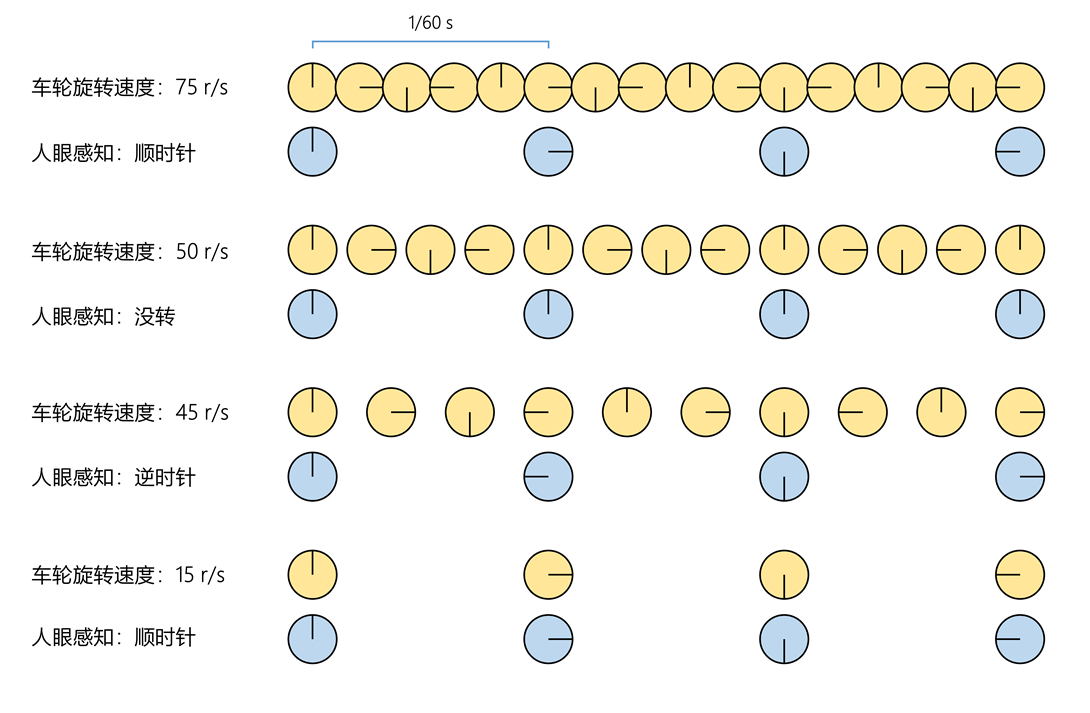 1/60 s
车轮旋转速度：75 r/s
人眼感知：顺时针
车轮旋转速度：50 r/s
人眼感知：没转
车轮旋转速度：45 r/s
人眼感知：逆时针
车轮旋转速度：15 r/s
人眼感知：顺时针